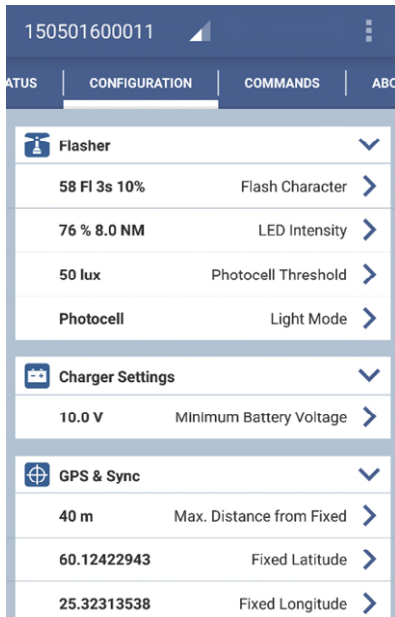 150501600011
ATUS CONFIGURATION COMMANDS ABO
Flasher
58 Fl 3s 10% Flash Character
76 % 8.0 NM LED Intensity
50 lux Photocell Threshold
Photocell Light Mode
Charger Settings
10.0 V Minimum Battery Voltage
GPS & Sync
40 m Max. Distance from Fixed
60.12422943 Fixed Latitude
25.32313538 Fixed Longitude